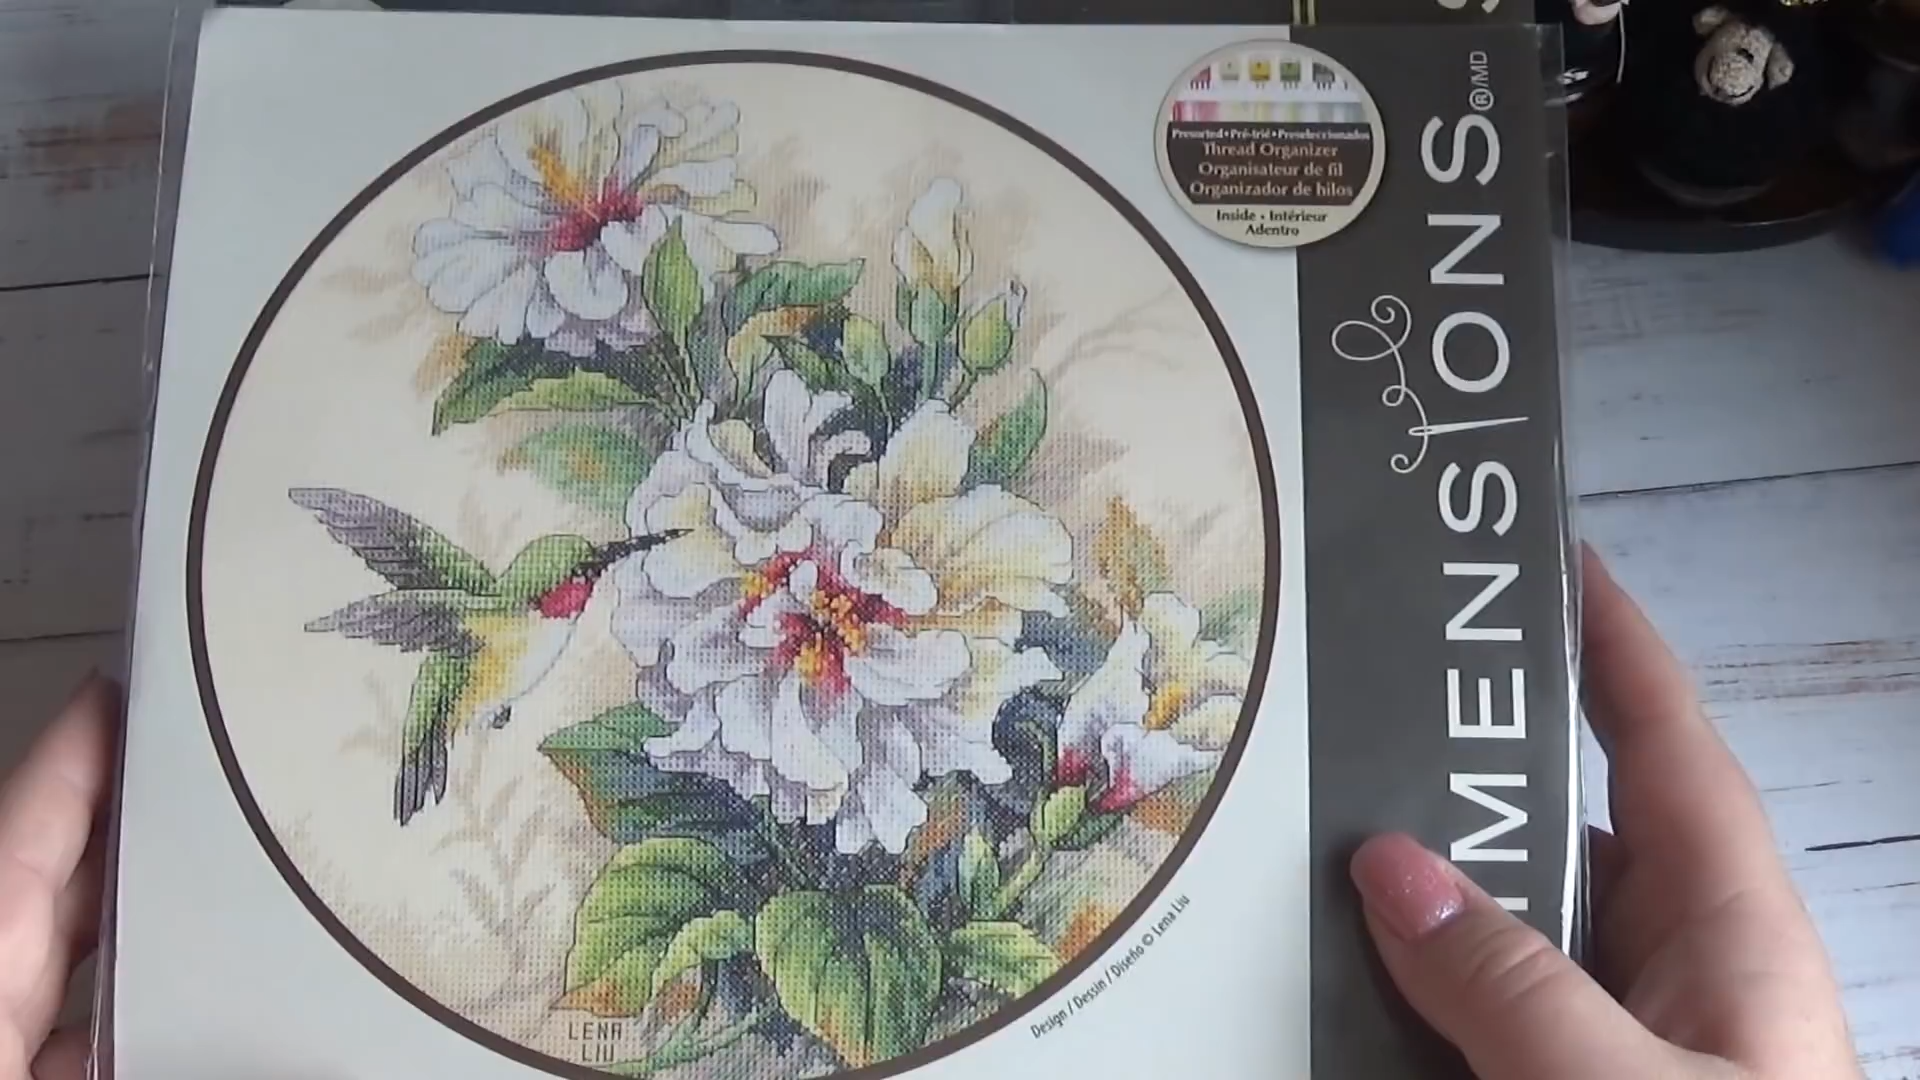 Presorted • Pré-trié • Preseleccionados
Thread Organizer
Organisateur de fil
Organizador de hilos
Inside • Intérieur
Adentro
IMENSIONS®/MD
LENA
LIU
Design / Dessin / Diseño © Lena Liu